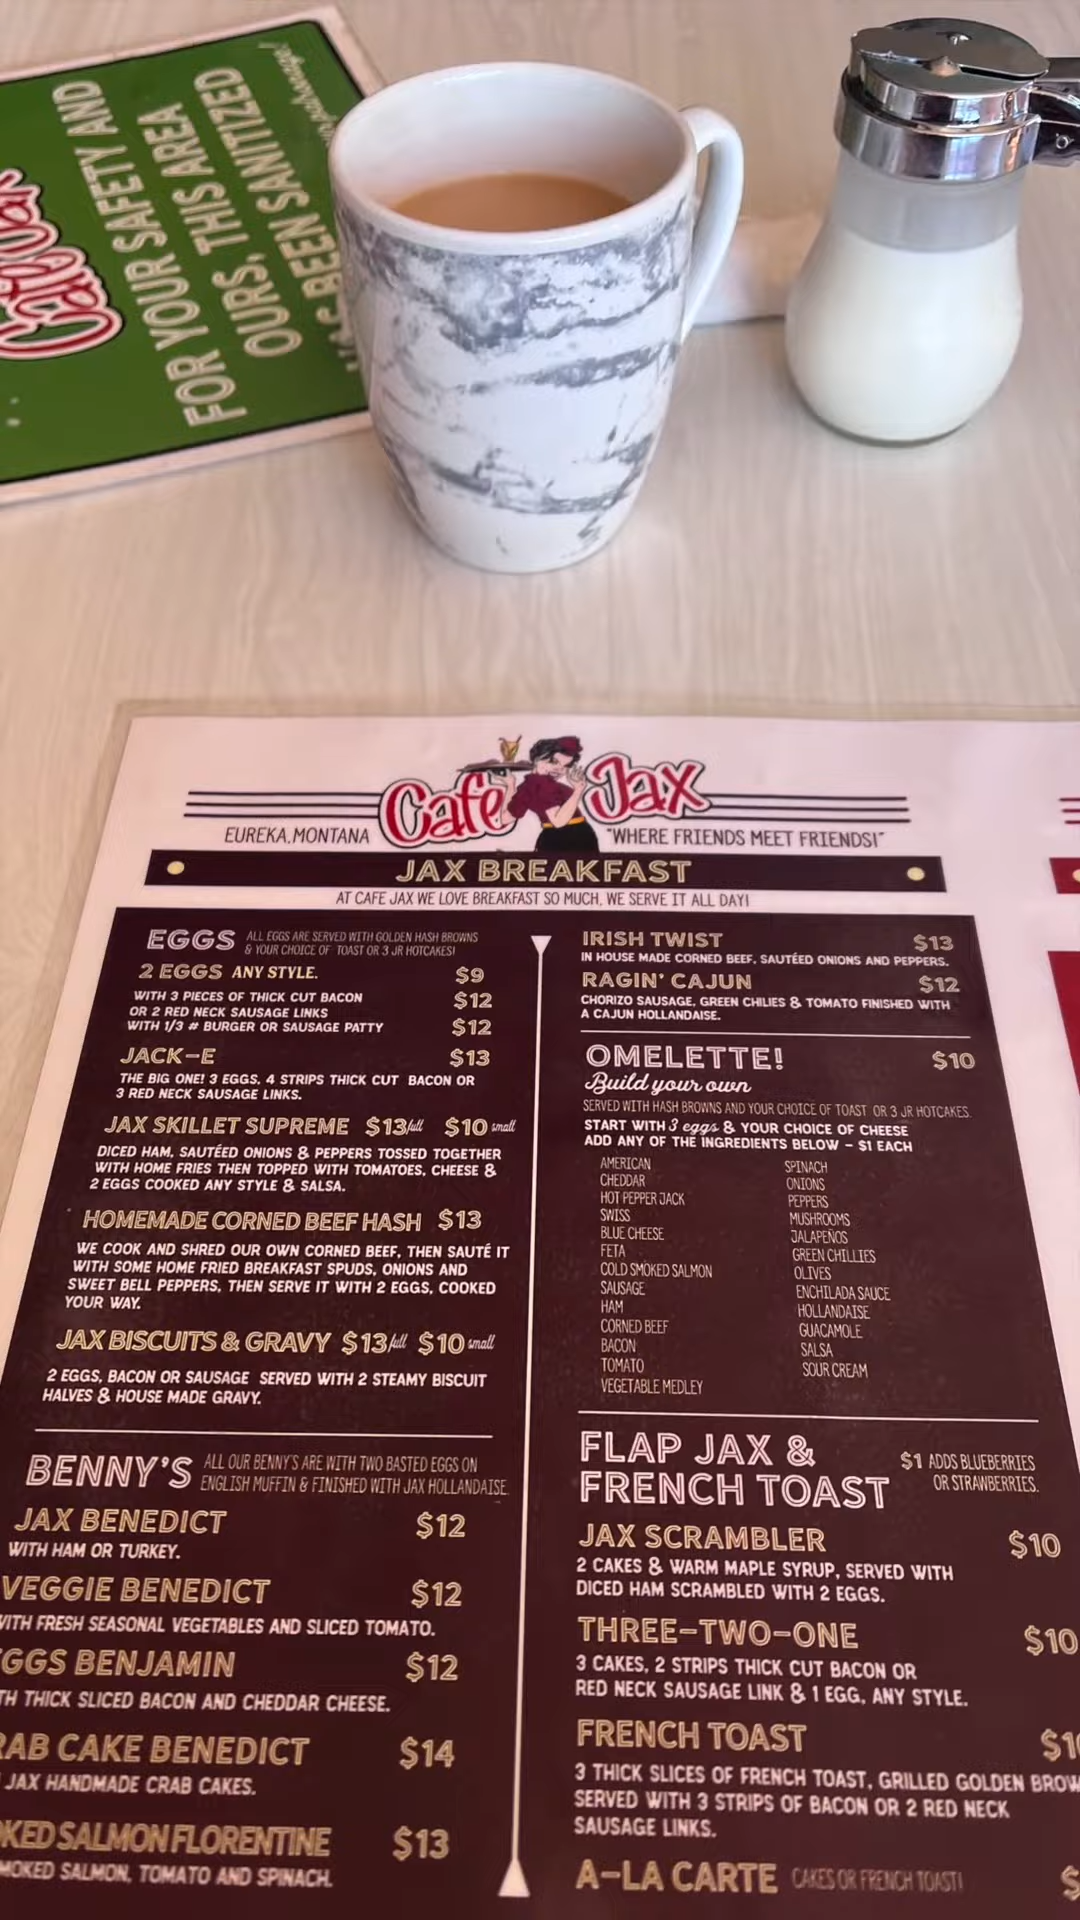 Cafe Jax
FOR YOUR SAFETY AND
OURS, THIS AREA
HAS BEEN SANITIZED
Cafe Jax
EUREKA, MONTANA
"WHERE FRIENDS MEET FRIENDS!"
JAX BREAKFAST
AT CAFE JAX WE LOVE BREAKFAST SO MUCH, WE SERVE IT ALL DAY!
EGGS ALL EGGS ARE SERVED WITH GOLDEN HASH BROWNS
& YOUR CHOICE OF TOAST OR 3 JR HOTCAKES!
2 EGGS ANY STYLE. $9
WITH 3 PIECES OF THICK CUT BACON $12
OR 2 RED NECK SAUSAGE LINKS
WITH 1/3 # BURGER OR SAUSAGE PATTY $12
JACK-E $13
THE BIG ONE! 3 EGGS, 4 STRIPS THICK CUT BACON OR
3 RED NECK SAUSAGE LINKS.
JAX SKILLET SUPREME $13 full $10 small
DICED HAM, SAUTÉED ONIONS & PEPPERS TOSSED TOGETHER
WITH HOME FRIES THEN TOPPED WITH TOMATOES, CHEESE &
2 EGGS COOKED ANY STYLE & SALSA.
HOMEMADE CORNED BEEF HASH $13
WE COOK AND SHRED OUR OWN CORNED BEEF, THEN SAUTÉ IT
WITH SOME HOME FRIED BREAKFAST SPUDS, ONIONS AND
SWEET BELL PEPPERS, THEN SERVE IT WITH 2 EGGS, COOKED
YOUR WAY.
JAX BISCUITS & GRAVY $13 full $10 small
2 EGGS, BACON OR SAUSAGE SERVED WITH 2 STEAMY BISCUIT
HALVES & HOUSE MADE GRAVY.
BENNY'S ALL OUR BENNY'S ARE WITH TWO BASTED EGGS ON
ENGLISH MUFFIN & FINISHED WITH JAX HOLLANDAISE.
JAX BENEDICT $12
WITH HAM OR TURKEY.
VEGGIE BENEDICT $12
WITH FRESH SEASONAL VEGETABLES AND SLICED TOMATO.
GGS BENJAMIN $12
TH THICK SLICED BACON AND CHEDDAR CHEESE.
RAB CAKE BENEDICT $14
JAX HANDMADE CRAB CAKES.
KED SALMON FLORENTINE $13
MOKED SALMON, TOMATO AND SPINACH.
IRISH TWIST $13
IN HOUSE MADE CORNED BEEF, SAUTÉED ONIONS AND PEPPERS.
RAGIN' CAJUN $12
CHORIZO SAUSAGE, GREEN CHILIES & TOMATO FINISHED WITH
A CAJUN HOLLANDAISE.
OMELETTE! $10
Build your own
SERVED WITH HASH BROWNS AND YOUR CHOICE OF TOAST OR 3 JR HOTCAKES.
START WITH 3 eggs & YOUR CHOICE OF CHEESE
ADD ANY OF THE INGREDIENTS BELOW - $1 EACH
AMERICAN
CHEDDAR
HOT PEPPER JACK
SWISS
BLUE CHEESE
FETA
COLD SMOKED SALMON
SAUSAGE
HAM
CORNED BEEF
BACON
TOMATO
VEGETABLE MEDLEY
SPINACH
ONIONS
PEPPERS
MUSHROOMS
JALAPEÑOS
GREEN CHILLIES
OLIVES
ENCHILADA SAUCE
HOLLANDAISE
GUACAMOLE
SALSA
SOUR CREAM
FLAP JAX &
FRENCH TOAST
$1 ADDS BLUEBERRIES
OR STRAWBERRIES.
JAX SCRAMBLER $10
2 CAKES & WARM MAPLE SYRUP, SERVED WITH
DICED HAM SCRAMBLED WITH 2 EGGS.
THREE-TWO-ONE $10
3 CAKES, 2 STRIPS THICK CUT BACON OR
RED NECK SAUSAGE LINK & 1 EGG, ANY STYLE.
FRENCH TOAST $10
3 THICK SLICES OF FRENCH TOAST, GRILLED GOLDEN BROW
SERVED WITH 3 STRIPS OF BACON OR 2 RED NECK
SAUSAGE LINKS.
A-LA CARTE CAKES OR FRENCH TOAST! $